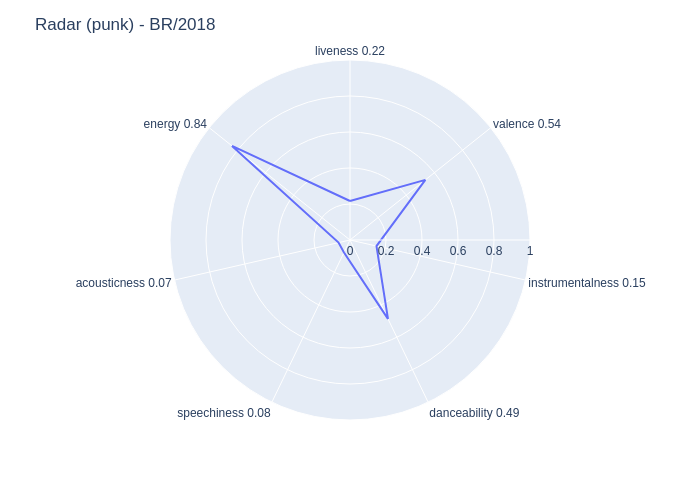 Radar (punk) - BR/2018
liveness 0.22
energy 0.84
valence 0.54
0 0.2 0.4 0.6 0.8 1
acousticness 0.07
instrumentalness 0.15
speechiness 0.08
danceability 0.49